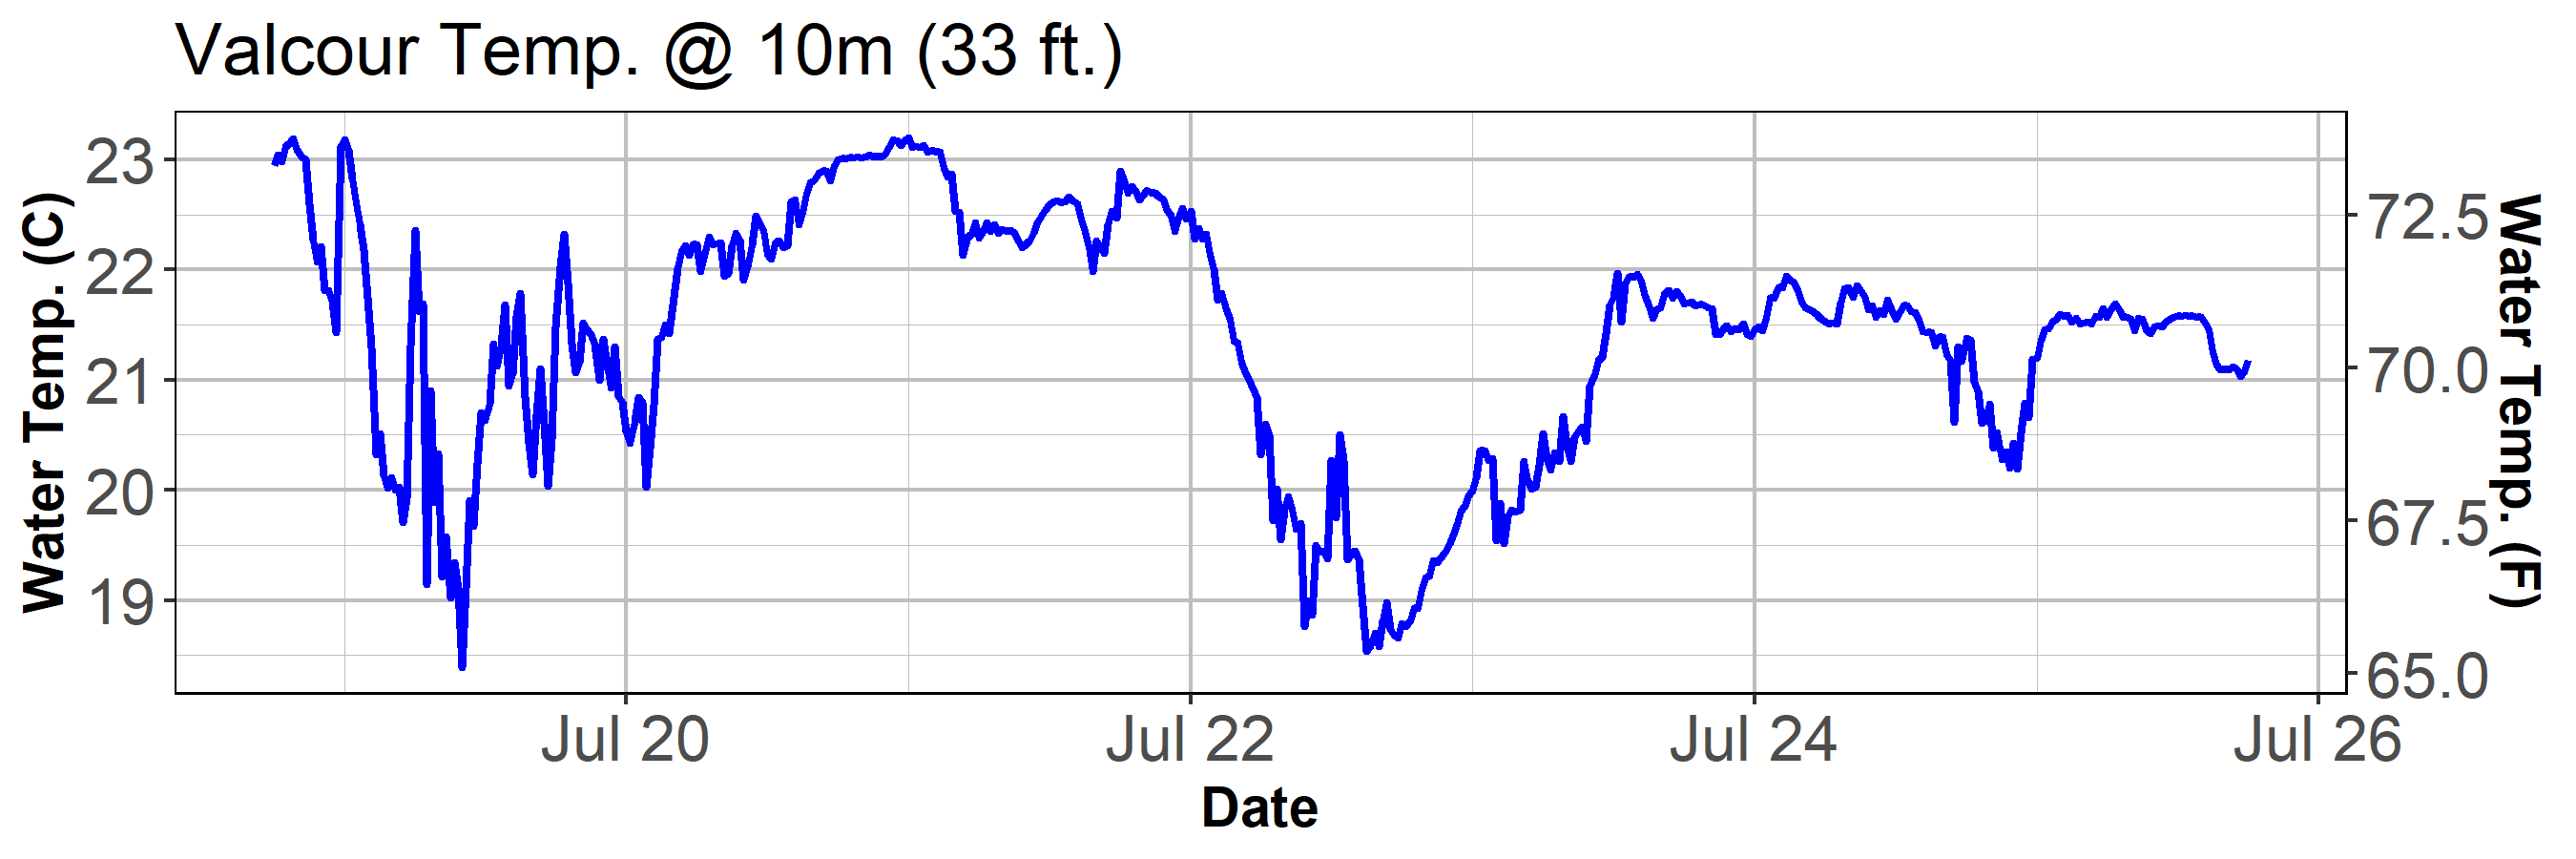 Valcour Temp. @ 10m (33 ft.)
Water Temp. (C)
23
22
21
20
19
72.5
70.0
67.5
65.0
Water Temp. (F)
Jul 20
Jul 22
Jul 24
Jul 26
Date